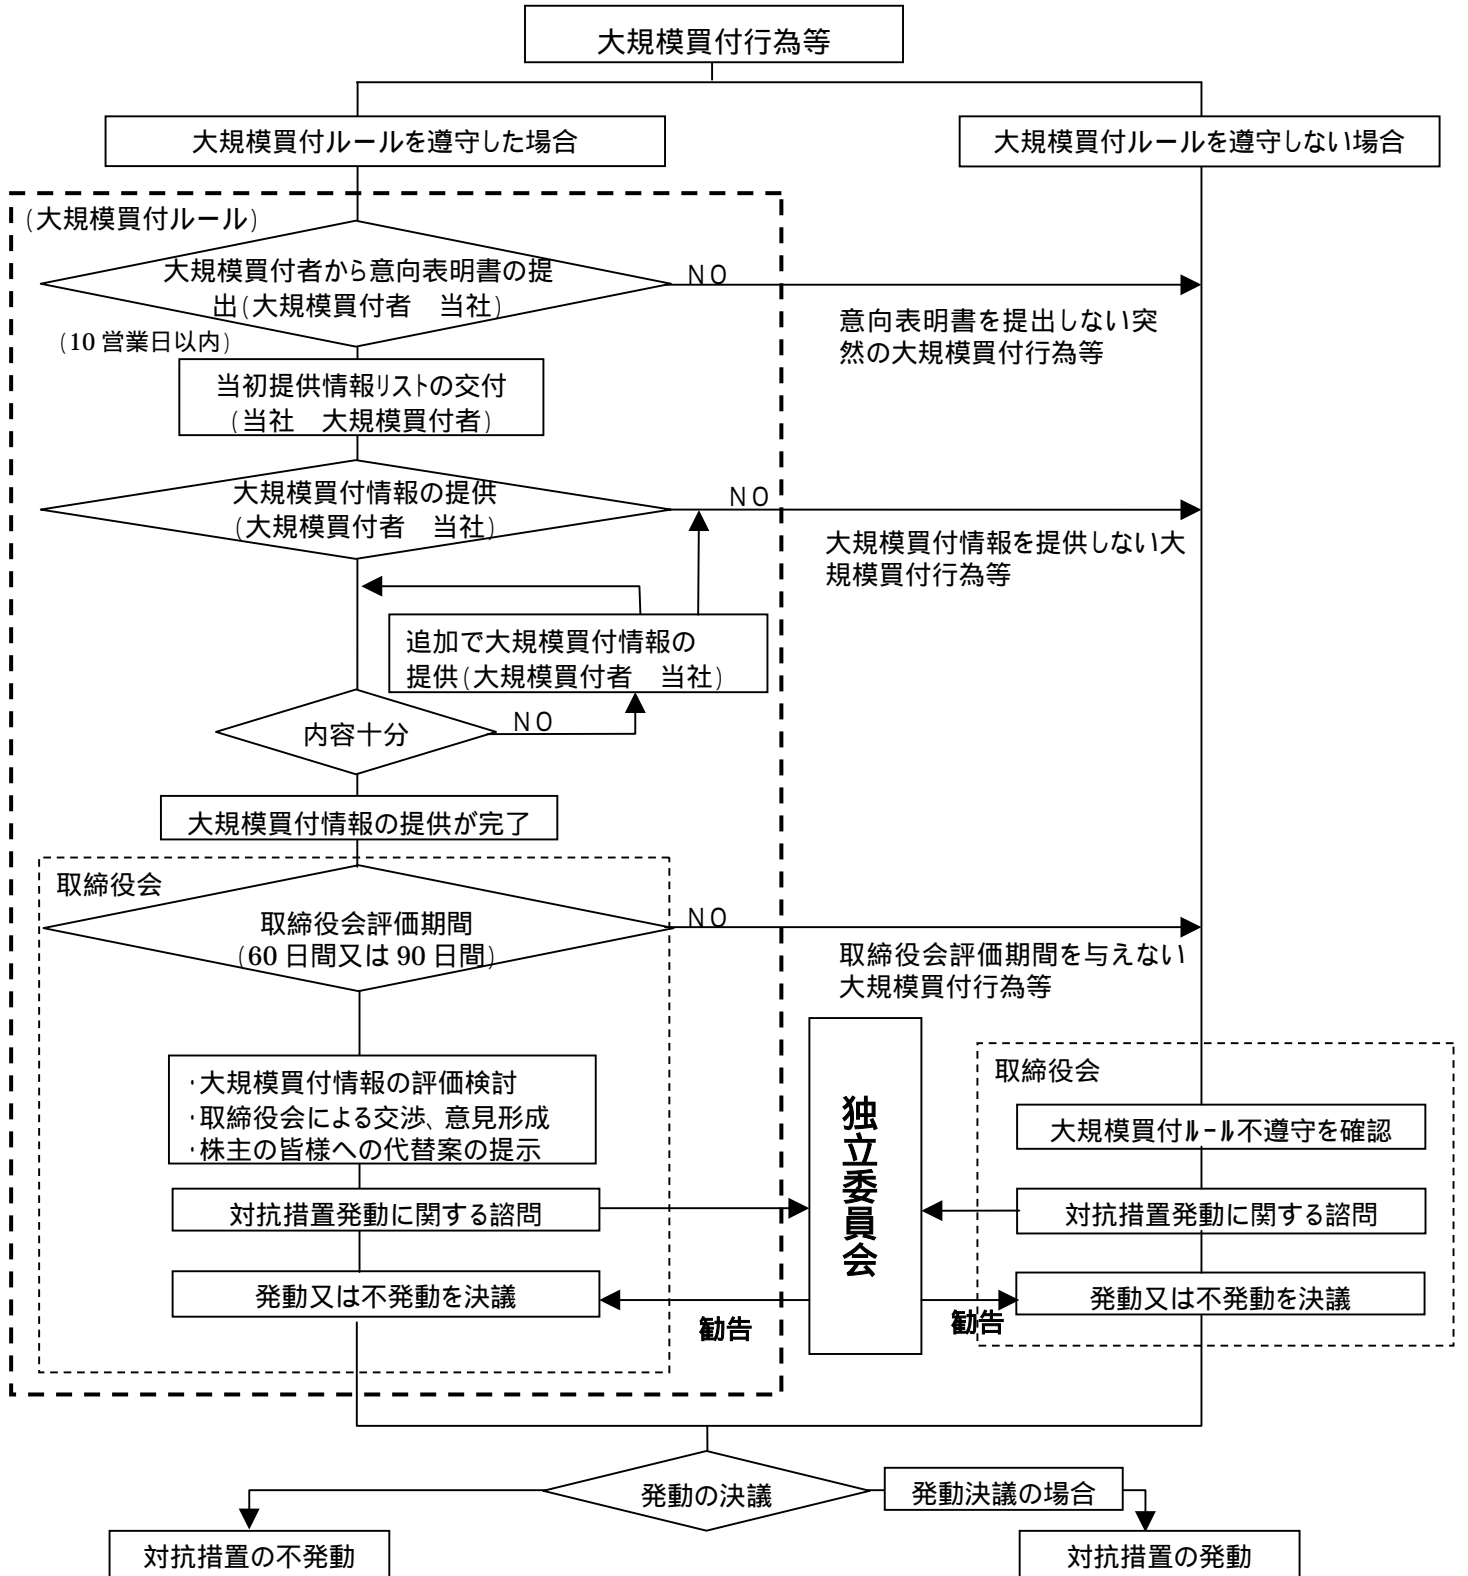 大規模買付行為等
大規模買付ルールを遵守した場合
大規模買付ルールを遵守しない場合
(大規模買付ルール)
大規模買付者から意向表明書の提
出(大規模買付者　当社)
NO
意向表明書を提出しない突
然の大規模買付行為等
(10 営業日以内)
当初提供情報リストの交付
(当社　大規模買付者)
大規模買付情報の提供
(大規模買付者　当社)
NO
大規模買付情報を提供しない大
規模買付行為等
追加で大規模買付情報の
提供(大規模買付者　当社)
内容十分
NO
大規模買付情報の提供が完了
取締役会
取締役会評価期間
(60 日間又は 90 日間)
NO
取締役会評価期間を与えない
大規模買付行為等
・大規模買付情報の評価検討
・取締役会による交渉、意見形成
・株主の皆様への代替案の提示
対抗措置発動に関する諮問
発動又は不発動を決議
勧告
独立委員会
取締役会
大規模買付ルール不遵守を確認
対抗措置発動に関する諮問
発動又は不発動を決議
勧告
発動の決議
発動決議の場合
対抗措置の不発動
対抗措置の発動